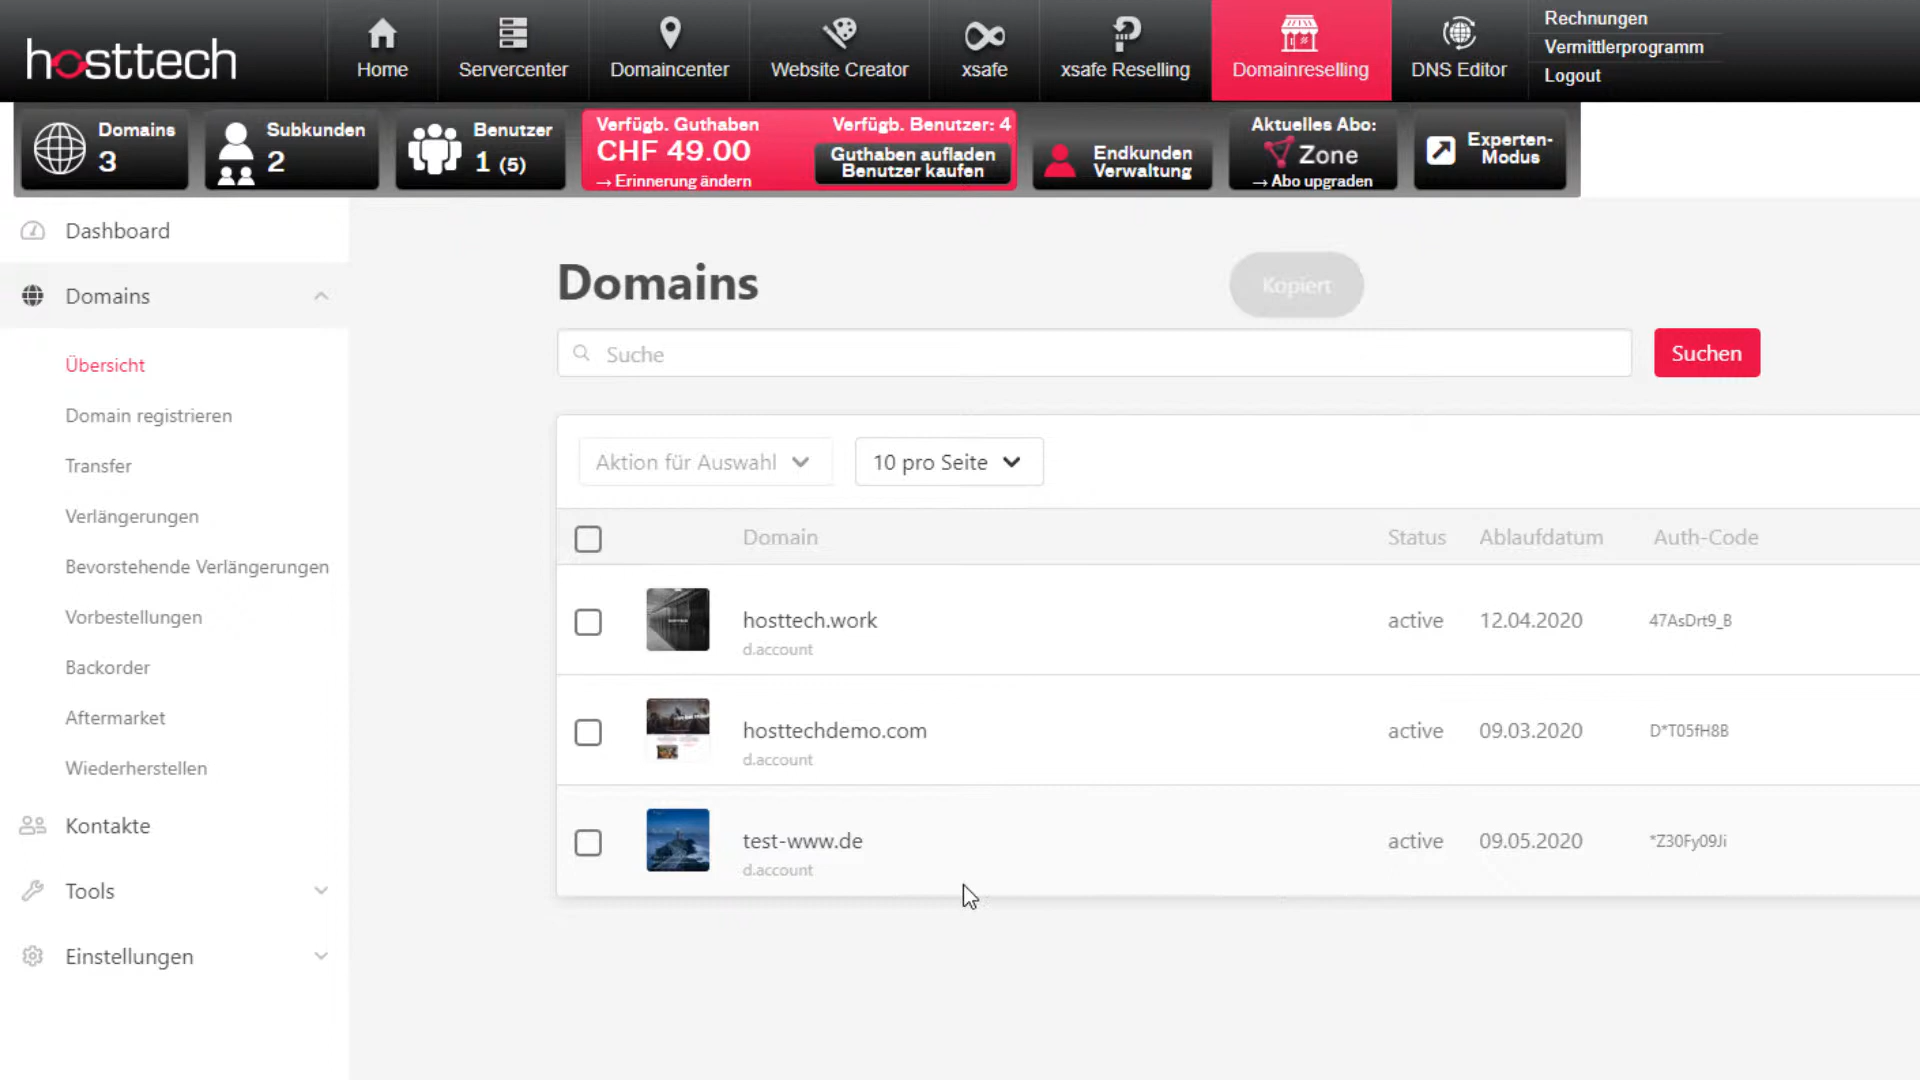 hosttech
Home
Servercenter
Domaincenter
Website Creator
xsafe
xsafe Reselling
Domainreselling
DNS Editor
Rechnungen
Vermittlerprogramm
Logout
Domains
3
Subkunden
2
Benutzer
1 (5)
Verfügb. Guthaben
CHF 49.00
→ Erinnerung ändern
Verfügb. Benutzer: 4
Guthaben aufladen
Benutzer kaufen
Endkunden
Verwaltung
Aktuelles Abo:
Zone
→ Abo upgraden
Experten-
Modus
Dashboard
Domains
Übersicht
Domain registrieren
Transfer
Verlängerungen
Bevorstehende Verlängerungen
Vorbestellungen
Backorder
Aftermarket
Wiederherstellen
Kontakte
Tools
Einstellungen
Domains
Kopiert
Suche
Suchen
Aktion für Auswahl
10 pro Seite
Domain Status Ablaufdatum Auth-Code
hosttech.work active 12.04.2020 47AsDrt9_B
d.account
hosttechdemo.com active 09.03.2020 D*T05fH8B
d.account
test-www.de active 09.05.2020 *Z30Fy09Ji
d.account